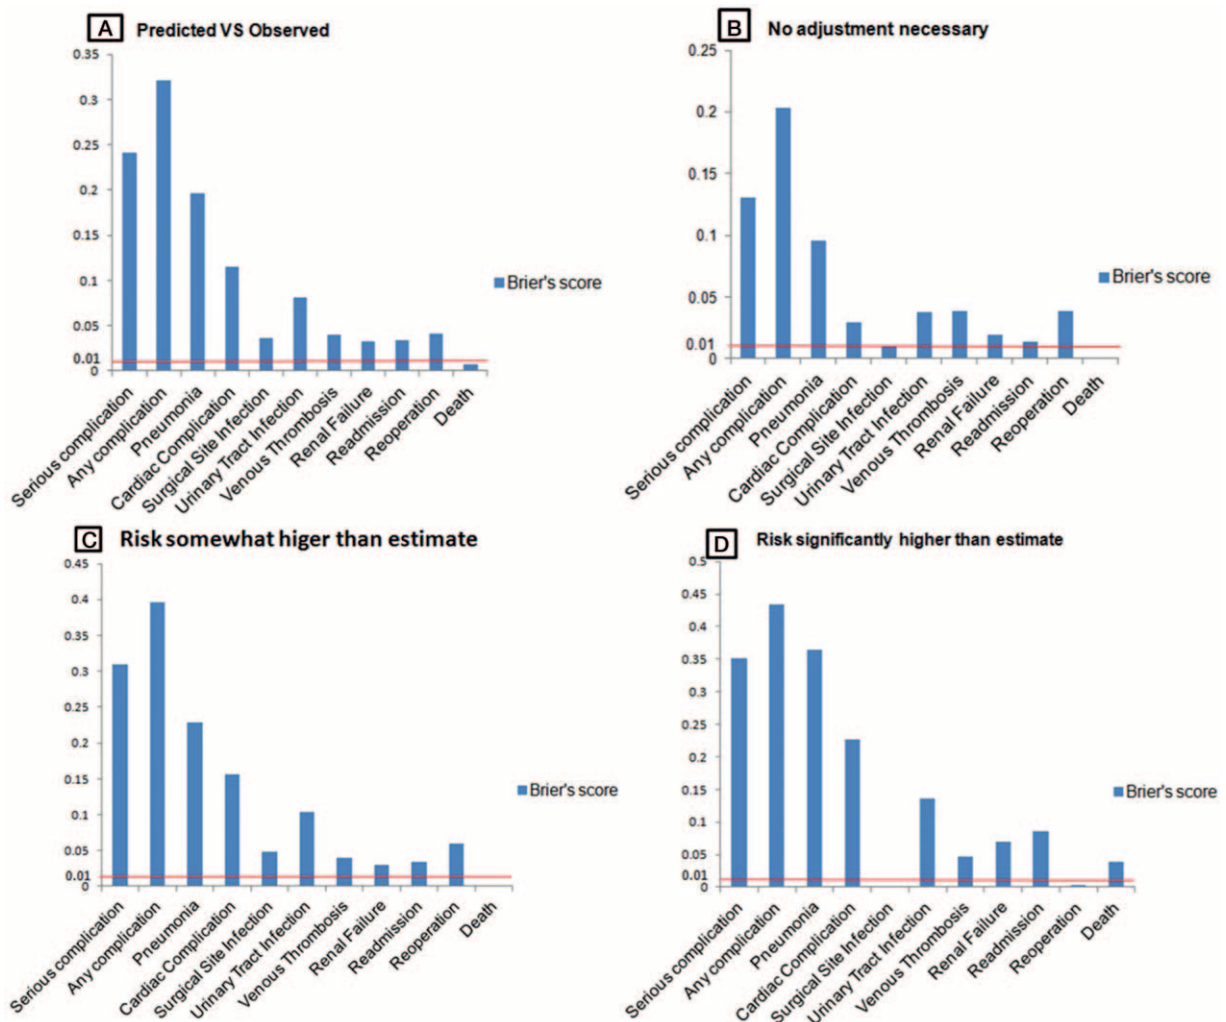 A Predicted VS Observed
0.35
0.3
0.25
0.2
0.15
0.1
0.05
0.01
0
Serious complication
Any complication
Pneumonia
Cardiac Complication
Surgical Site Infection
Urinary Tract Infection
Venous Thrombosis
Renal Failure
Readmission
Reoperation
Death
Brier's score
B No adjustment necessary
0.25
0.2
0.15
0.1
0.05
0.01
0
Serious complication
Any complication
Pneumonia
Cardiac Complication
Surgical Site Infection
Urinary Tract Infection
Venous Thrombosis
Renal Failure
Readmission
Reoperation
Death
Brier's score
C Risk somewhat higer than estimate
0.45
0.4
0.35
0.3
0.25
0.2
0.15
0.1
0.05
0.01
0
Serious complication
Any complication
Pneumonia
Cardiac Complication
Surgical Site Infection
Urinary Tract Infection
Venous Thrombosis
Renal Failure
Readmission
Reoperation
Death
Brier's score
D Risk significantly higher than estimate
0.5
0.45
0.4
0.35
0.3
0.25
0.2
0.15
0.1
0.05
0.01
0
Serious complication
Any complication
Pneumonia
Cardiac Complication
Surgical Site Infection
Urinary Tract Infection
Venous Thrombosis
Renal Failure
Readmission
Reoperation
Death
Brier's score